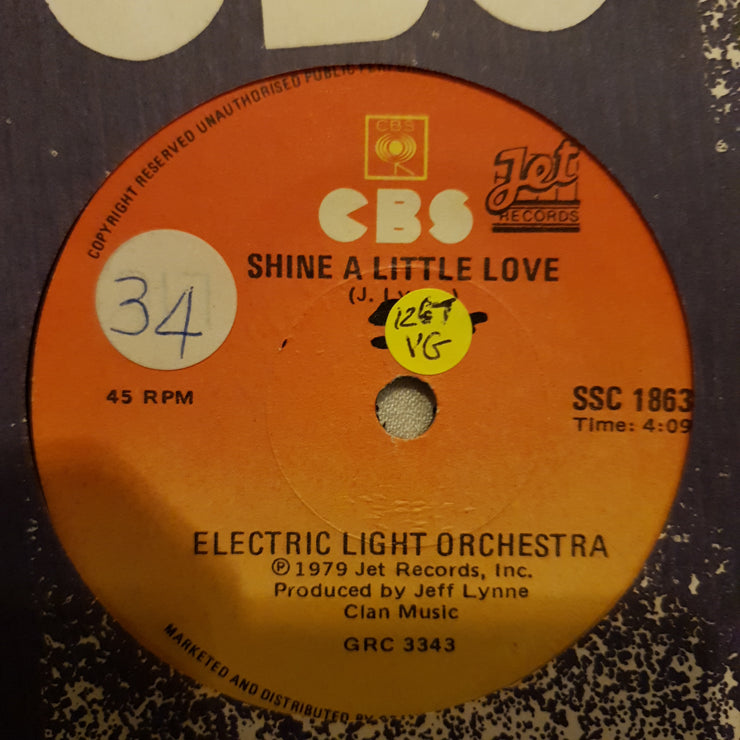 COPYRIGHT RESERVED UNAUTHORISED PUBLIC
CBS
CBS
Jet
RECORDS
SHINE A LITTLE LOVE
(J.
34
VG
45 RPM
SSC 1863
Time: 4:09
ELECTRIC LIGHT ORCHESTRA
℗ 1979 Jet Records, Inc.
Produced by Jeff Lynne
Clan Music
GRC 3343
MARKETED AND DISTRIBUTED